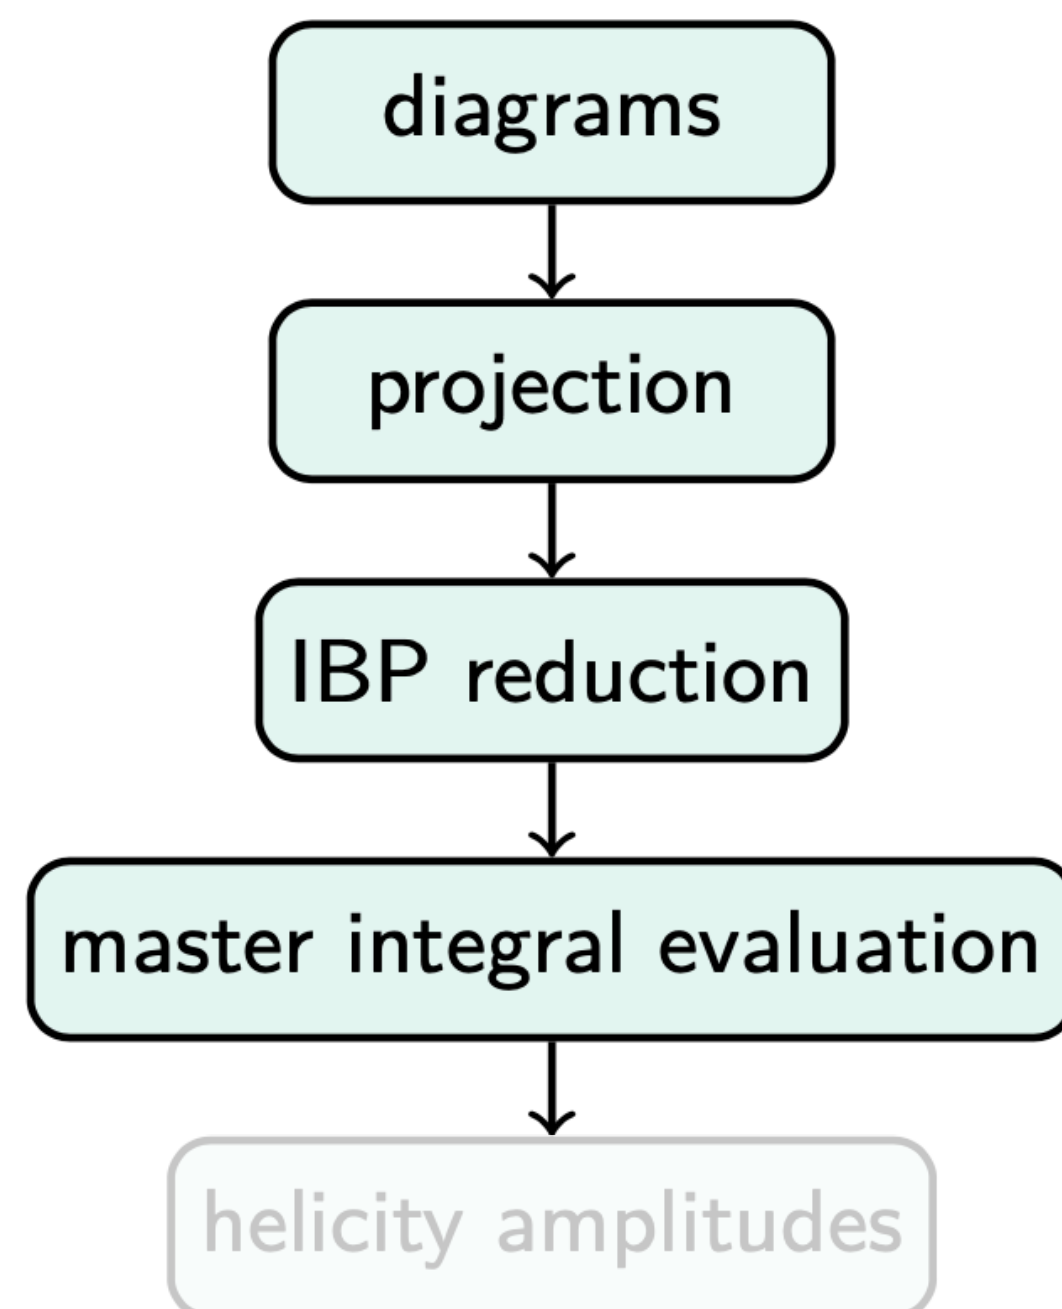 diagrams
projection
IBP reduction
master integral evaluation
helicity amplitudes